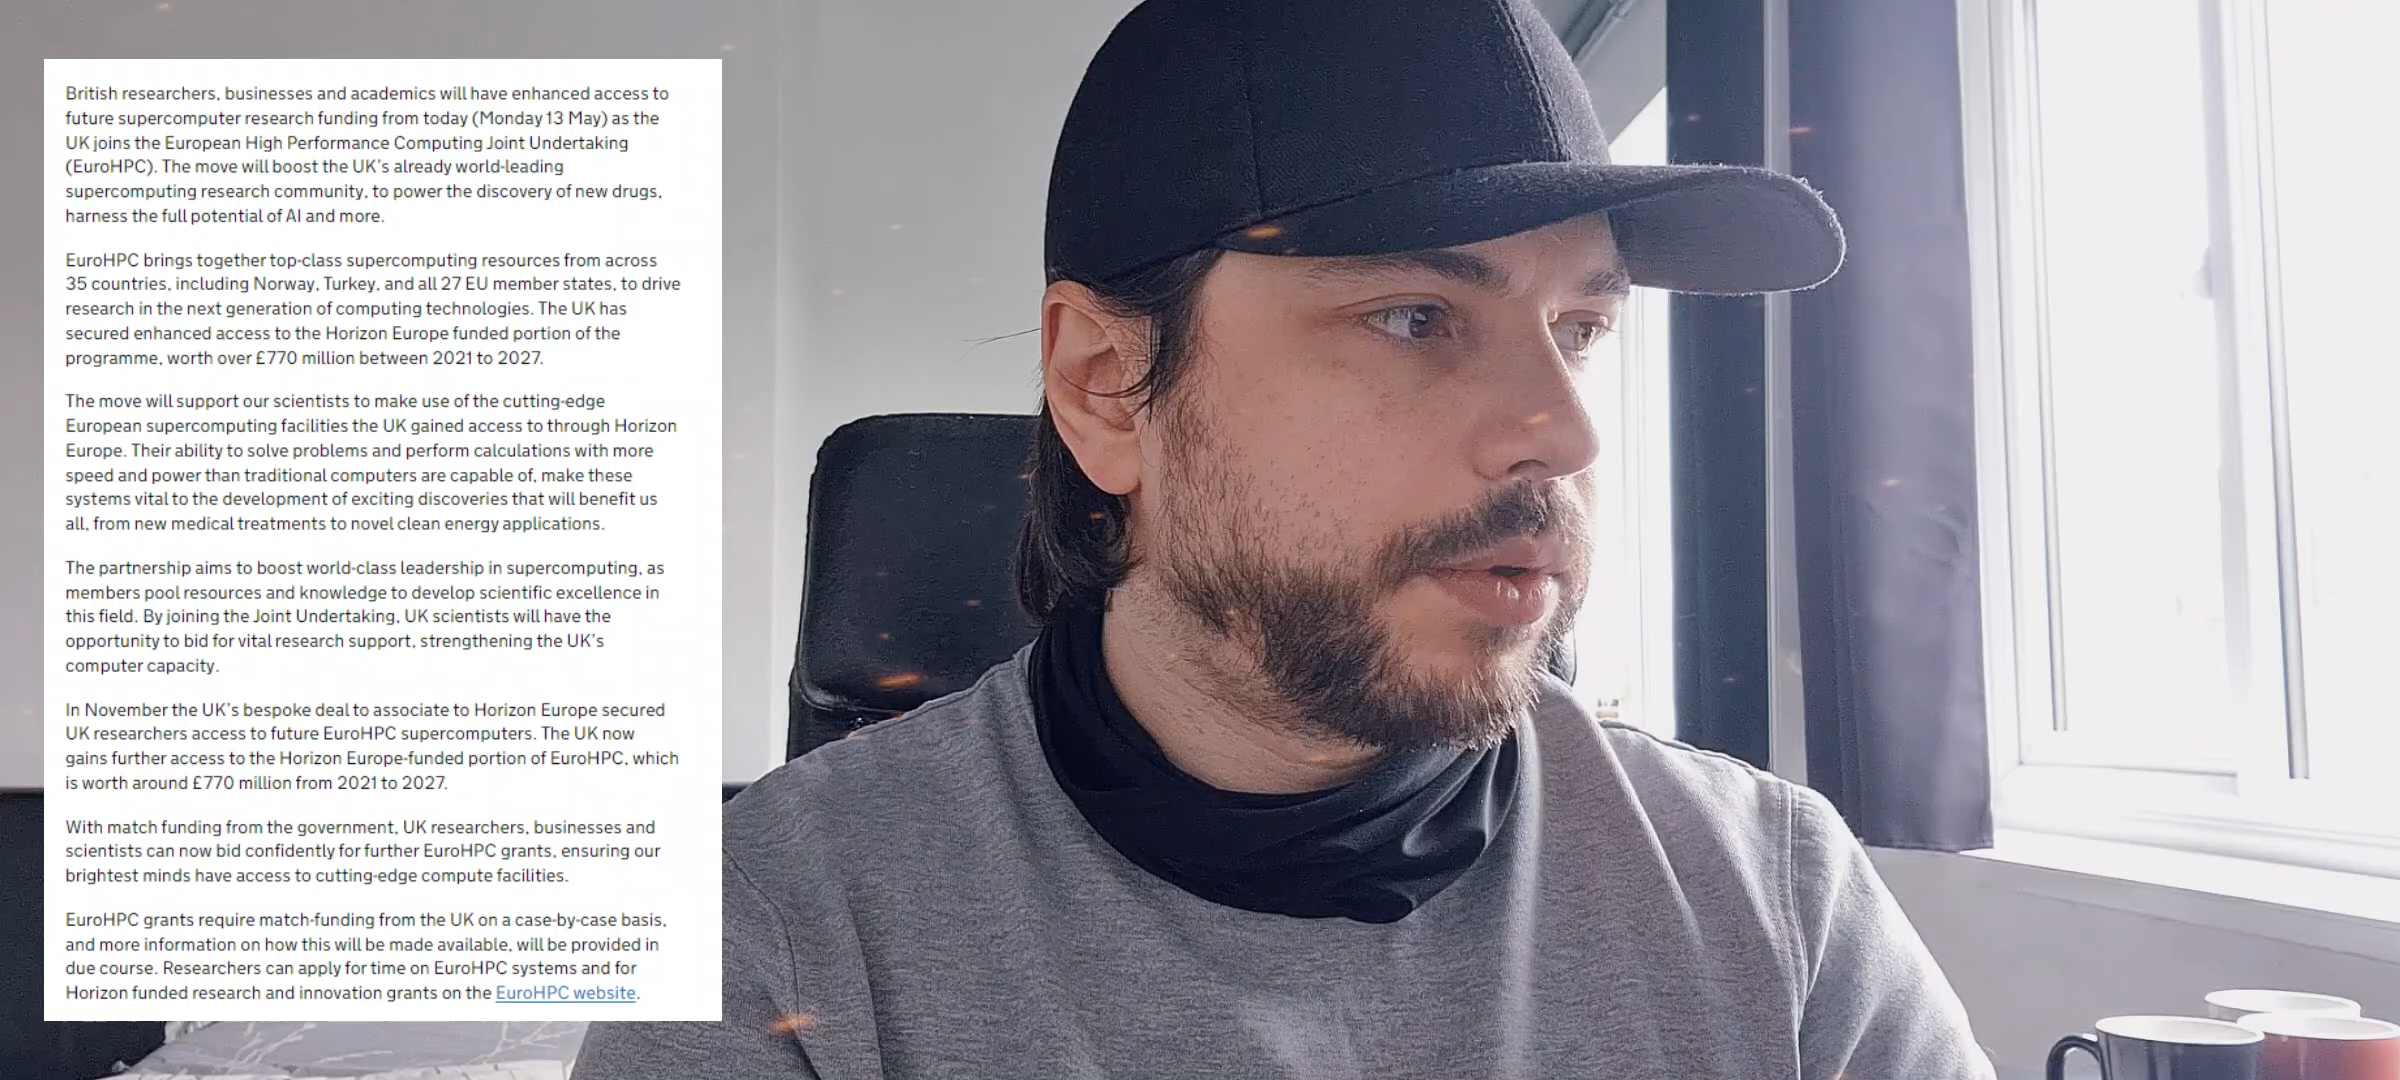 British researchers, businesses and academics will have enhanced access to
future supercomputer research funding from today (Monday 13 May) as the
UK joins the European High Performance Computing Joint Undertaking
(EuroHPC). The move will boost the UK's already world-leading
supercomputing research community, to power the discovery of new drugs,
harness the full potential of AI and more.
EuroHPC brings together top-class supercomputing resources from across
35 countries, including Norway, Turkey, and all 27 EU member states, to drive
research in the next generation of computing technologies. The UK has
secured enhanced access to the Horizon Europe funded portion of the
programme, worth over £770 million between 2021 to 2027.
The move will support our scientists to make use of the cutting-edge
European supercomputing facilities the UK gained access to through Horizon
Europe. Their ability to solve problems and perform calculations with more
speed and power than traditional computers are capable of, make these
systems vital to the development of exciting discoveries that will benefit us
all, from new medical treatments to novel clean energy applications.
The partnership aims to boost world-class leadership in supercomputing, as
members pool resources and knowledge to develop scientific excellence in
this field. By joining the Joint Undertaking, UK scientists will have the
opportunity to bid for vital research support, strengthening the UK's
computer capacity.
In November the UK's bespoke deal to associate to Horizon Europe secured
UK researchers access to future EuroHPC supercomputers. The UK now
gains further access to the Horizon Europe-funded portion of EuroHPC, which
is worth around £770 million from 2021 to 2027.
With match funding from the government, UK researchers, businesses and
scientists can now bid confidently for further EuroHPC grants, ensuring our
brightest minds have access to cutting-edge compute facilities.
EuroHPC grants require match-funding from the UK on a case-by-case basis,
and more information on how this will be made available, will be provided in
due course. Researchers can apply for time on EuroHPC systems and for
Horizon funded research and innovation grants on the EuroHPC website.